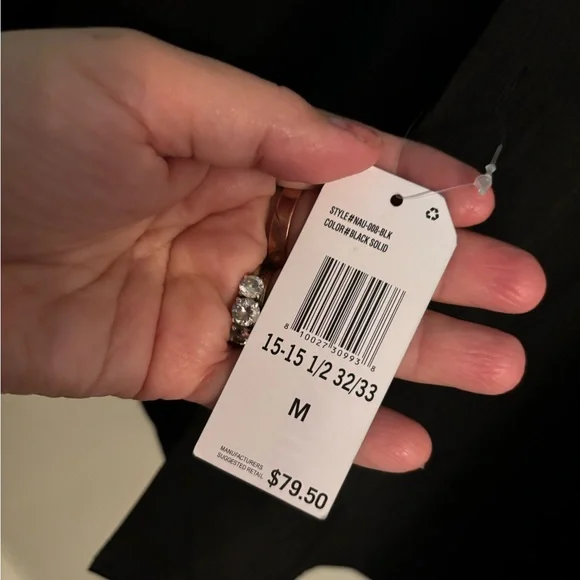 STYLE# NAU-008-BLK
COLOR# BLACK SOLID
8 10027 30993 8
15-15 1/2 32/33
M
MANUFACTURERS
SUGGESTED RETAIL
$79.50